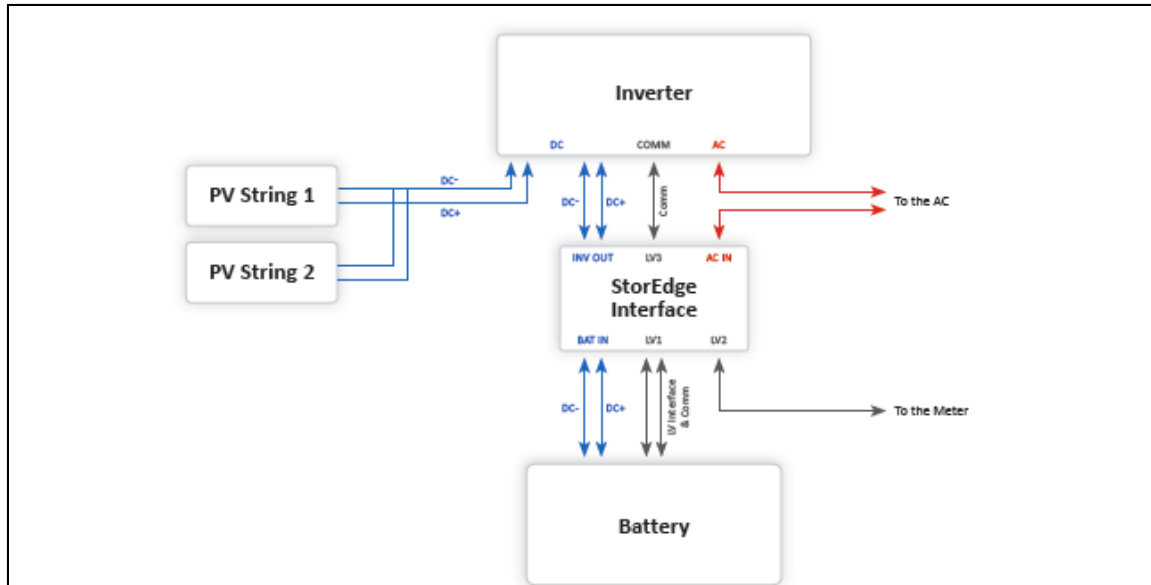 Inverter
DC COMM AC
PV String 1
DC-
DC+
DC- DC+ Comm
To the AC
PV String 2
INV OUT LV3 AC IN
StorEdge
Interface
BAT IN LV1 LV2
DC- DC+ LV Interface
& Comm
To the Meter
Battery